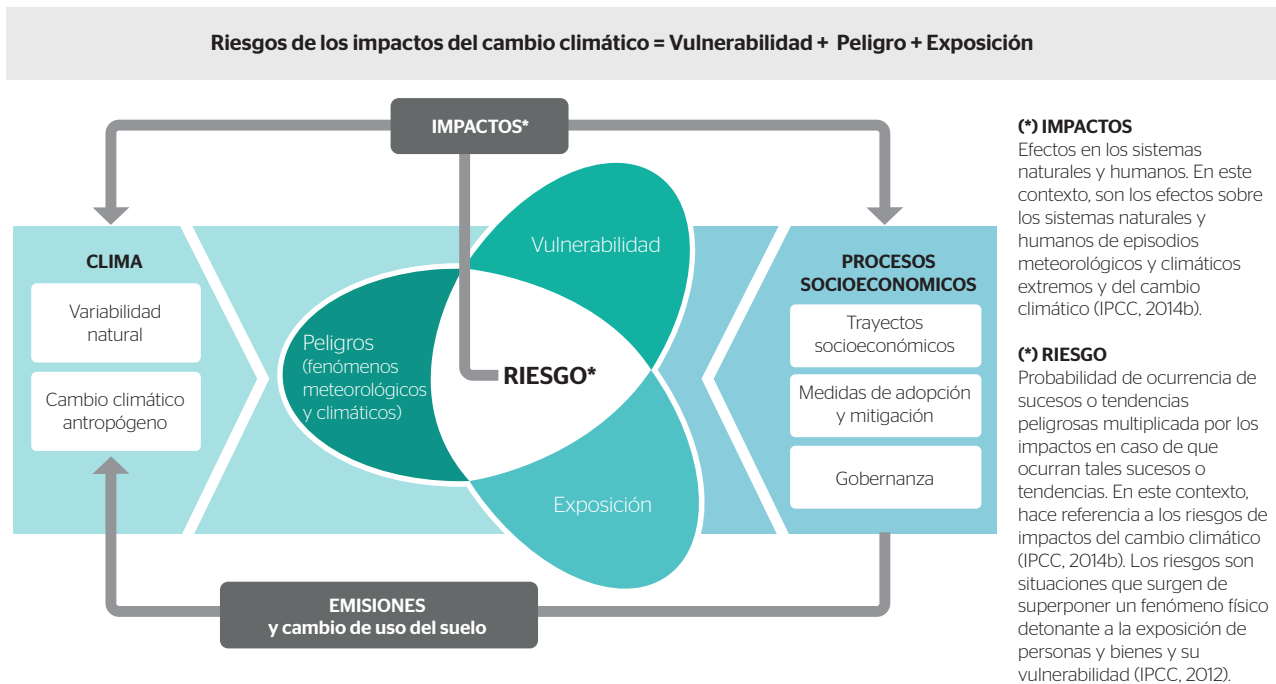 Riesgos de los impactos del cambio climático = Vulnerabilidad + Peligro + Exposición
IMPACTOS*
CLIMA
Variabilidad
natural
Cambio climático
antropógeno
Peligros
(fenómenos
meteorológicos
y climáticos)
Vulnerabilidad
RIESGO*
Exposición
PROCESOS
SOCIOECONOMICOS
Trayectos
socioeconómicos
Medidas de adopción
y mitigación
Gobernanza
EMISIONES
y cambio de uso del suelo
(*) IMPACTOS
Efectos en los sistemas
naturales y humanos. En este
contexto, son los efectos sobre
los sistemas naturales y
humanos de episodios
meteorológicos y climáticos
extremos y del cambio
climático (IPCC, 2014b).
(*) RIESGO
Probabilidad de ocurrencia de
sucesos o tendencias
peligrosas multiplicada por los
impactos en caso de que
ocurran tales sucesos o
tendencias. En este contexto,
hace referencia a los riesgos de
impactos del cambio climático
(IPCC, 2014b). Los riesgos son
situaciones que surgen de
superponer un fenómeno físico
detonante a la exposición de
personas y bienes y su
vulnerabilidad (IPCC, 2012).